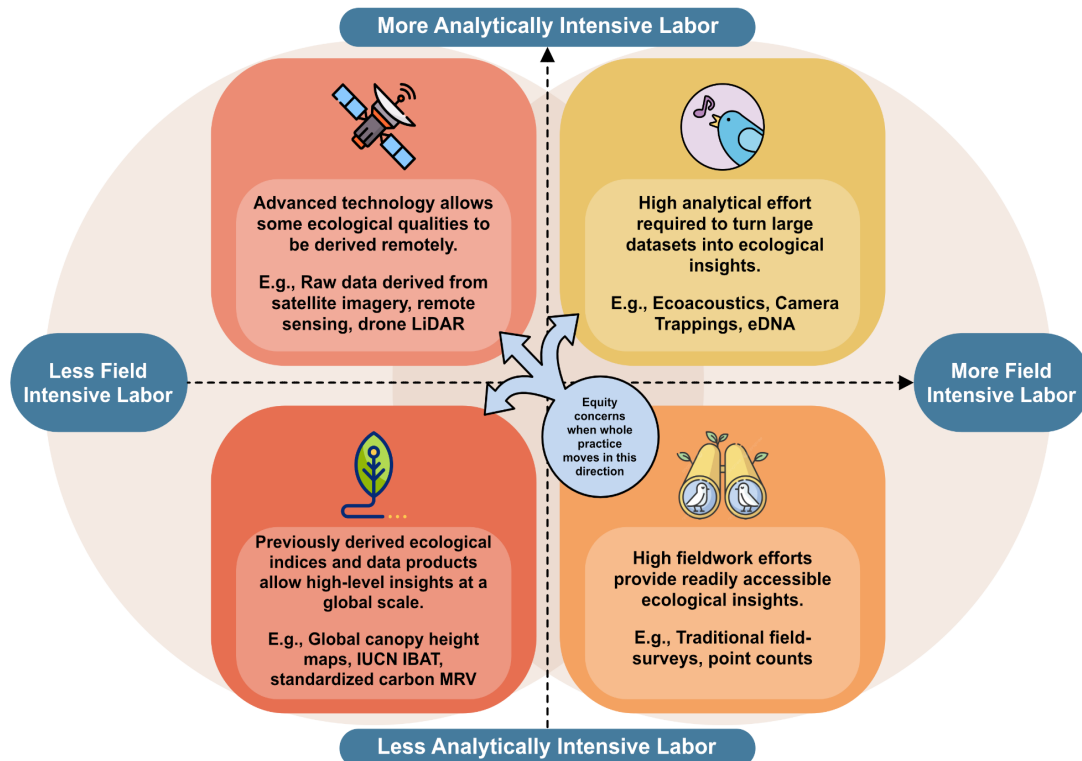 More Analytically Intensive Labor
Advanced technology allows
some ecological qualities to
be derived remotely.
E.g., Raw data derived from
satellite imagery, remote
sensing, drone LiDAR
High analytical effort
required to turn large
datasets into ecological
insights.
E.g., Ecoacoustics, Camera
Trappings, eDNA
Less Field
Intensive Labor
More Field
Intensive Labor
Equity
concerns
when whole
practice
moves in this
direction
Previously derived ecological
indices and data products
allow high-level insights at a
global scale.
E.g., Global canopy height
maps, IUCN IBAT,
standardized carbon MRV
High fieldwork efforts
provide readily accessible
ecological insights.
E.g., Traditional field-
surveys, point counts
Less Analytically Intensive Labor